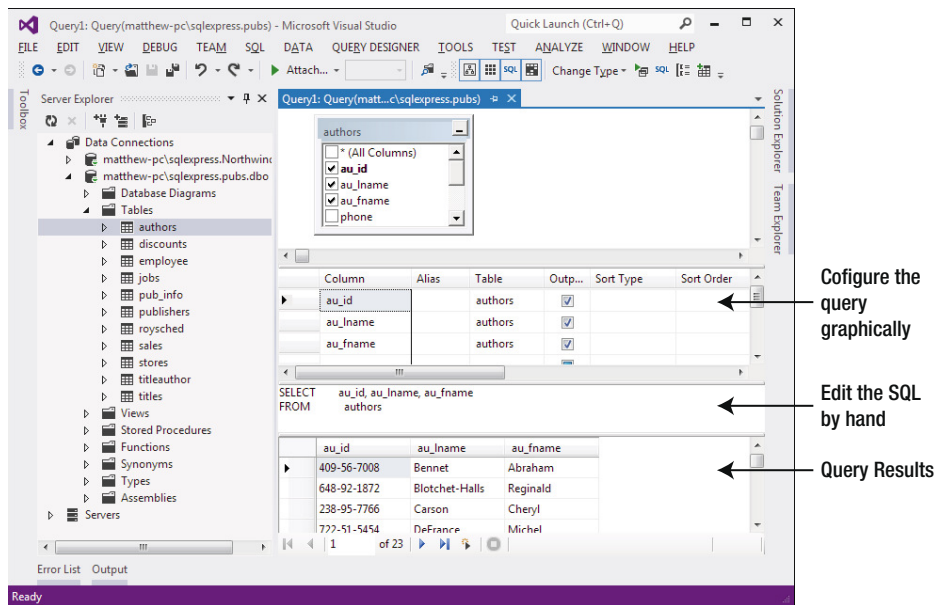 Query1: Query(matthew-pc\sqlexpress.pubs) - Microsoft Visual Studio
Quick Launch (Ctrl+Q)
FILE EDIT VIEW DEBUG TEAM SQL DATA QUERY DESIGNER TOOLS TEST ANALYZE WINDOW HELP
Attach... SQL Change Type SQL
Toolbox
Server Explorer
Data Connections
matthew-pc\sqlexpress.Northwind
matthew-pc\sqlexpress.pubs.dbo
Database Diagrams
Tables
authors
discounts
employee
jobs
pub_info
publishers
roysched
sales
stores
titleauthor
titles
Views
Stored Procedures
Functions
Synonyms
Types
Assemblies
Servers
Query1: Query(matt...c\sqlexpress.pubs)
authors
* (All Columns)
au_id
au_lname
au_fname
phone
Column Alias Table Outp... Sort Type Sort Order
au_id authors
au_lname authors
au_fname authors
SELECT au_id, au_lname, au_fname
FROM authors
au_id au_lname au_fname
409-56-7008 Bennet Abraham
648-92-1872 Blotchet-Halls Reginald
238-95-7766 Carson Cheryl
722-51-5454 DeFrance Michel
1 of 23
Solution Explorer
Team Explorer
Error List Output
Ready
Cofigure the
query
graphically
Edit the SQL
by hand
Query Results